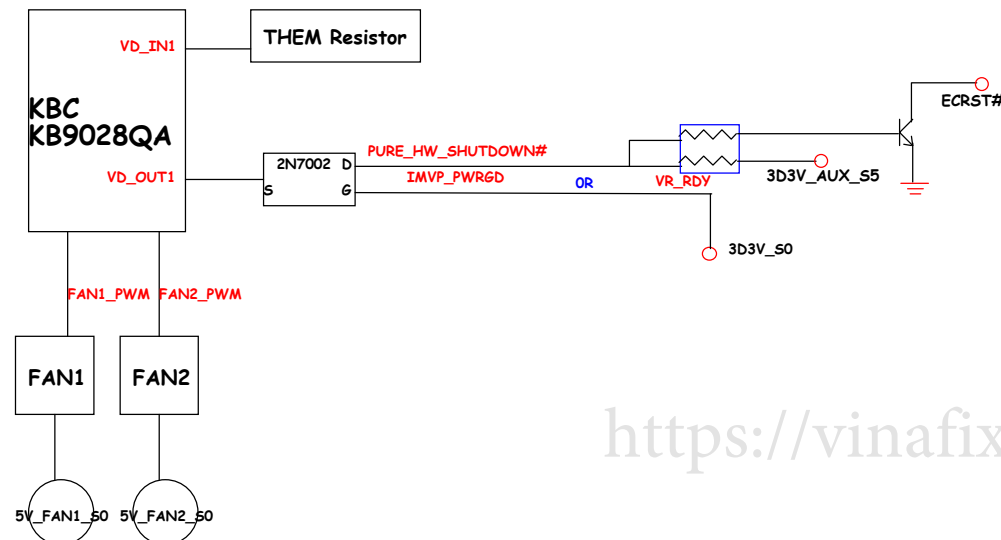 VD_IN1
THEM Resistor
KBC
KB9028QA
ECRST#
PURE_HW_SHUTDOWN#
2N7002 D
VD_OUT1
IMVP_PWRGD
OR
VR_RDY
3D3V_AUX_S5
S
G
3D3V_S0
FAN1_PWM
FAN2_PWM
FAN1
FAN2
https://vinafix
5V_FAN1_S0
5V_FAN2_S0